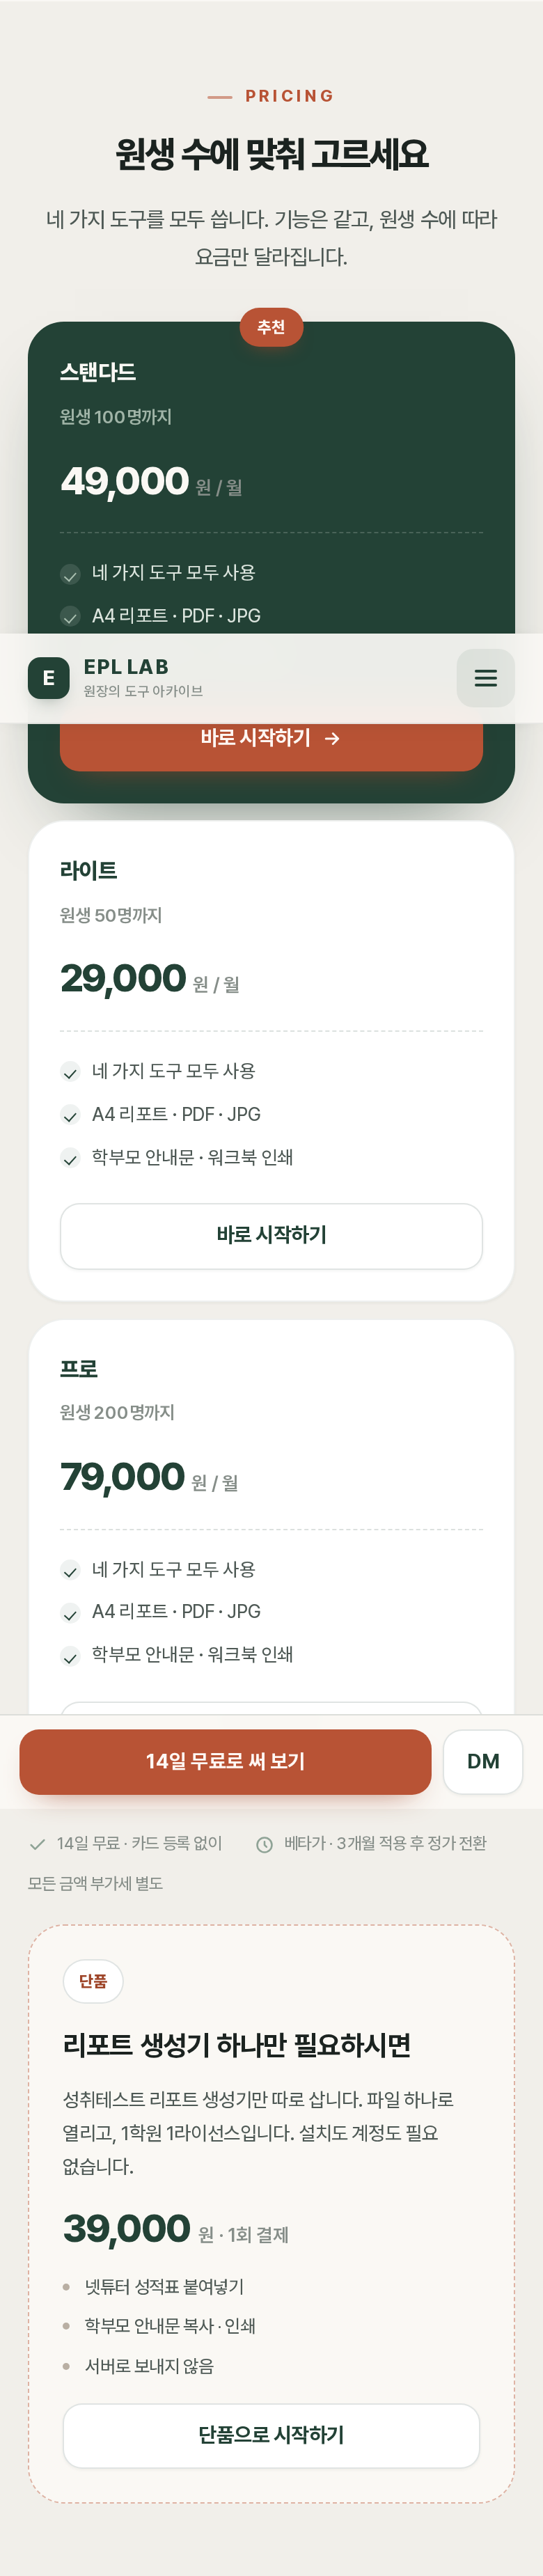 PRICING
원생 수에 맞춰 고르세요
네 가지 도구를 모두 씁니다. 기능은 같고, 원생 수에 따라
요금만 달라집니다.
추천
스탠다드
원생 100명까지
49,000 원 / 월
네 가지 도구 모두 사용
A4 리포트 · PDF · JPG
E
EPL LAB
원장의 도구 아카이브
바로 시작하기 →
라이트
원생 50명까지
29,000 원 / 월
네 가지 도구 모두 사용
A4 리포트 · PDF · JPG
학부모 안내문 · 워크북 인쇄
바로 시작하기
프로
원생 200명까지
79,000 원 / 월
네 가지 도구 모두 사용
A4 리포트 · PDF · JPG
학부모 안내문 · 워크북 인쇄
14일 무료로 써 보기
DM
14일 무료 · 카드 등록 없이
베타가 · 3개월 적용 후 정가 전환
모든 금액 부가세 별도
단품
리포트 생성기 하나만 필요하시면
성취테스트 리포트 생성기만 따로 삽니다. 파일 하나로
열리고, 1학원 1라이선스입니다. 설치도 계정도 필요
없습니다.
39,000 원 · 1회 결제
넷튜터 성적표 붙여넣기
학부모 안내문 복사 · 인쇄
서버로 보내지 않음
단품으로 시작하기